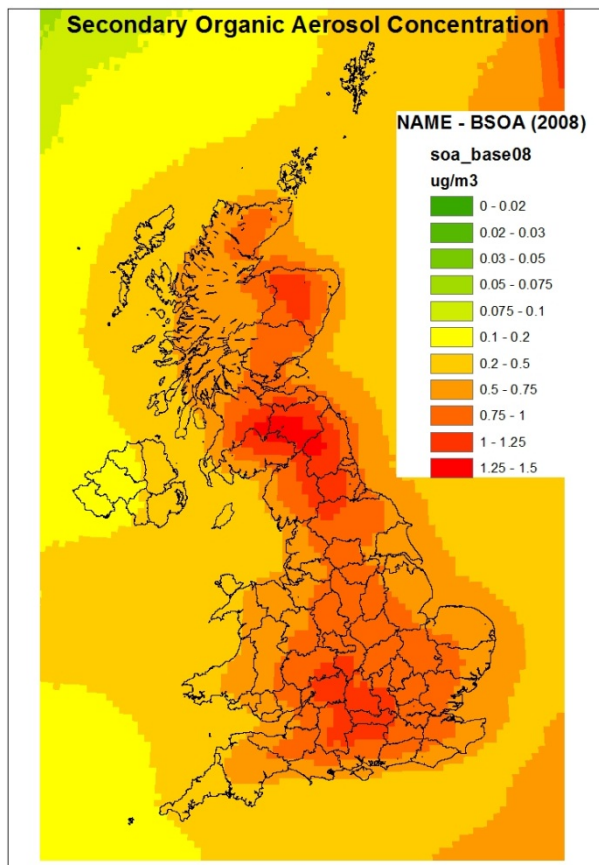 Secondary Organic Aerosol Concentration
NAME - BSOA (2008)
soa_base08
ug/m3
0 - 0.02
0.02 - 0.03
0.03 - 0.05
0.05 - 0.075
0.075 - 0.1
0.1 - 0.2
0.2 - 0.5
0.5 - 0.75
0.75 - 1
1 - 1.25
1.25 - 1.5